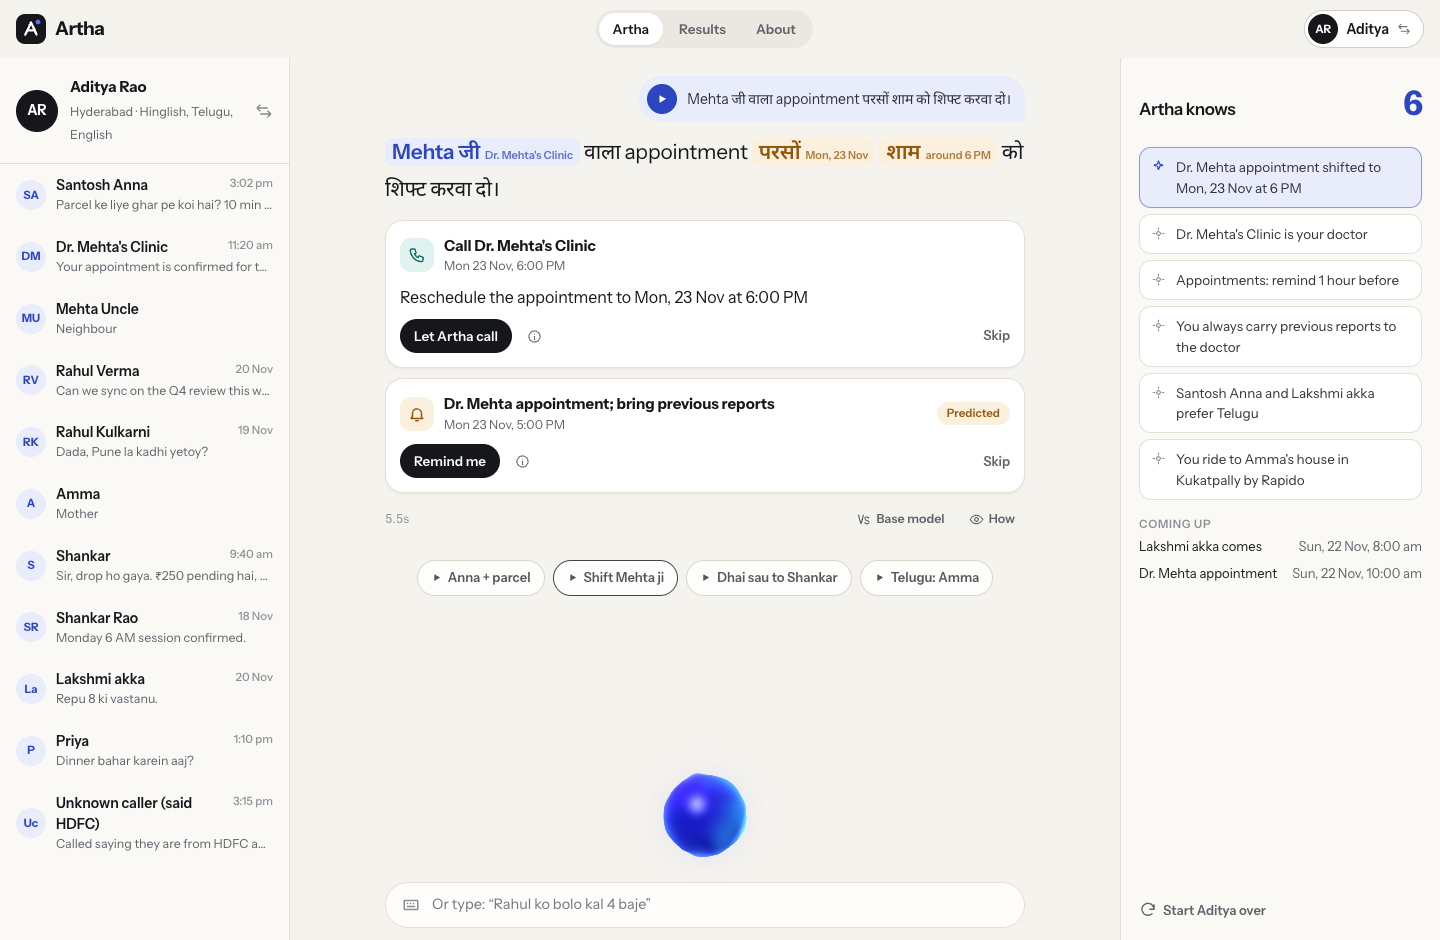 Artha
Artha Results About
AR Aditya
AR
Aditya Rao
Hyderabad · Hinglish, Telugu,
English
SA Santosh Anna 3:02 pm
Parcel ke liye ghar pe koi hai? 10 min ...
DM Dr. Mehta's Clinic 11:20 am
Your appointment is confirmed for t...
MU Mehta Uncle
Neighbour
RV Rahul Verma 20 Nov
Can we sync on the Q4 review this w...
RK Rahul Kulkarni 19 Nov
Dada, Pune la kadhi yetoy?
A Amma
Mother
S Shankar 9:40 am
Sir, drop ho gaya. ₹250 pending hai, ...
SR Shankar Rao 18 Nov
Monday 6 AM session confirmed.
La Lakshmi akka 20 Nov
Repu 8 ki vastanu.
P Priya 1:10 pm
Dinner bahar karein aaj?
Uc Unknown caller (said 3:15 pm
HDFC)
Called saying they are from HDFC a...
Mehta जी वाला appointment परसों शाम को शिफ्ट करवा दो।
Mehta जी Dr. Mehta's Clinic वाला appointment परसों Mon, 23 Nov शाम around 6 PM को
शिफ्ट करवा दो।
Call Dr. Mehta's Clinic
Mon 23 Nov, 6:00 PM
Reschedule the appointment to Mon, 23 Nov at 6:00 PM
Let Artha call Skip
Dr. Mehta appointment; bring previous reports Predicted
Mon 23 Nov, 5:00 PM
Remind me Skip
5.5s Vs Base model How
Anna + parcel Shift Mehta ji Dhai sau to Shankar Telugu: Amma
Or type: “Rahul ko bolo kal 4 baje”
Artha knows 6
Dr. Mehta appointment shifted to
Mon, 23 Nov at 6 PM
Dr. Mehta's Clinic is your doctor
Appointments: remind 1 hour before
You always carry previous reports to
the doctor
Santosh Anna and Lakshmi akka
prefer Telugu
You ride to Amma's house in
Kukatpally by Rapido
COMING UP
Lakshmi akka comes Sun, 22 Nov, 8:00 am
Dr. Mehta appointment Sun, 22 Nov, 10:00 am
Start Aditya over